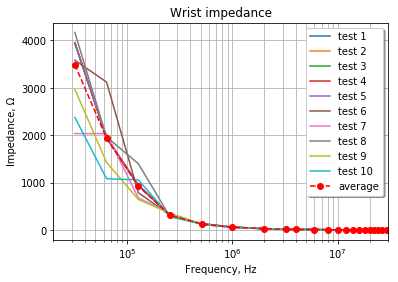 Wrist impedance
Impedance, Ω
4000
3000
2000
1000
0
10⁵
10⁶
10⁷
Frequency, Hz
test 1
test 2
test 3
test 4
test 5
test 6
test 7
test 8
test 9
test 10
average